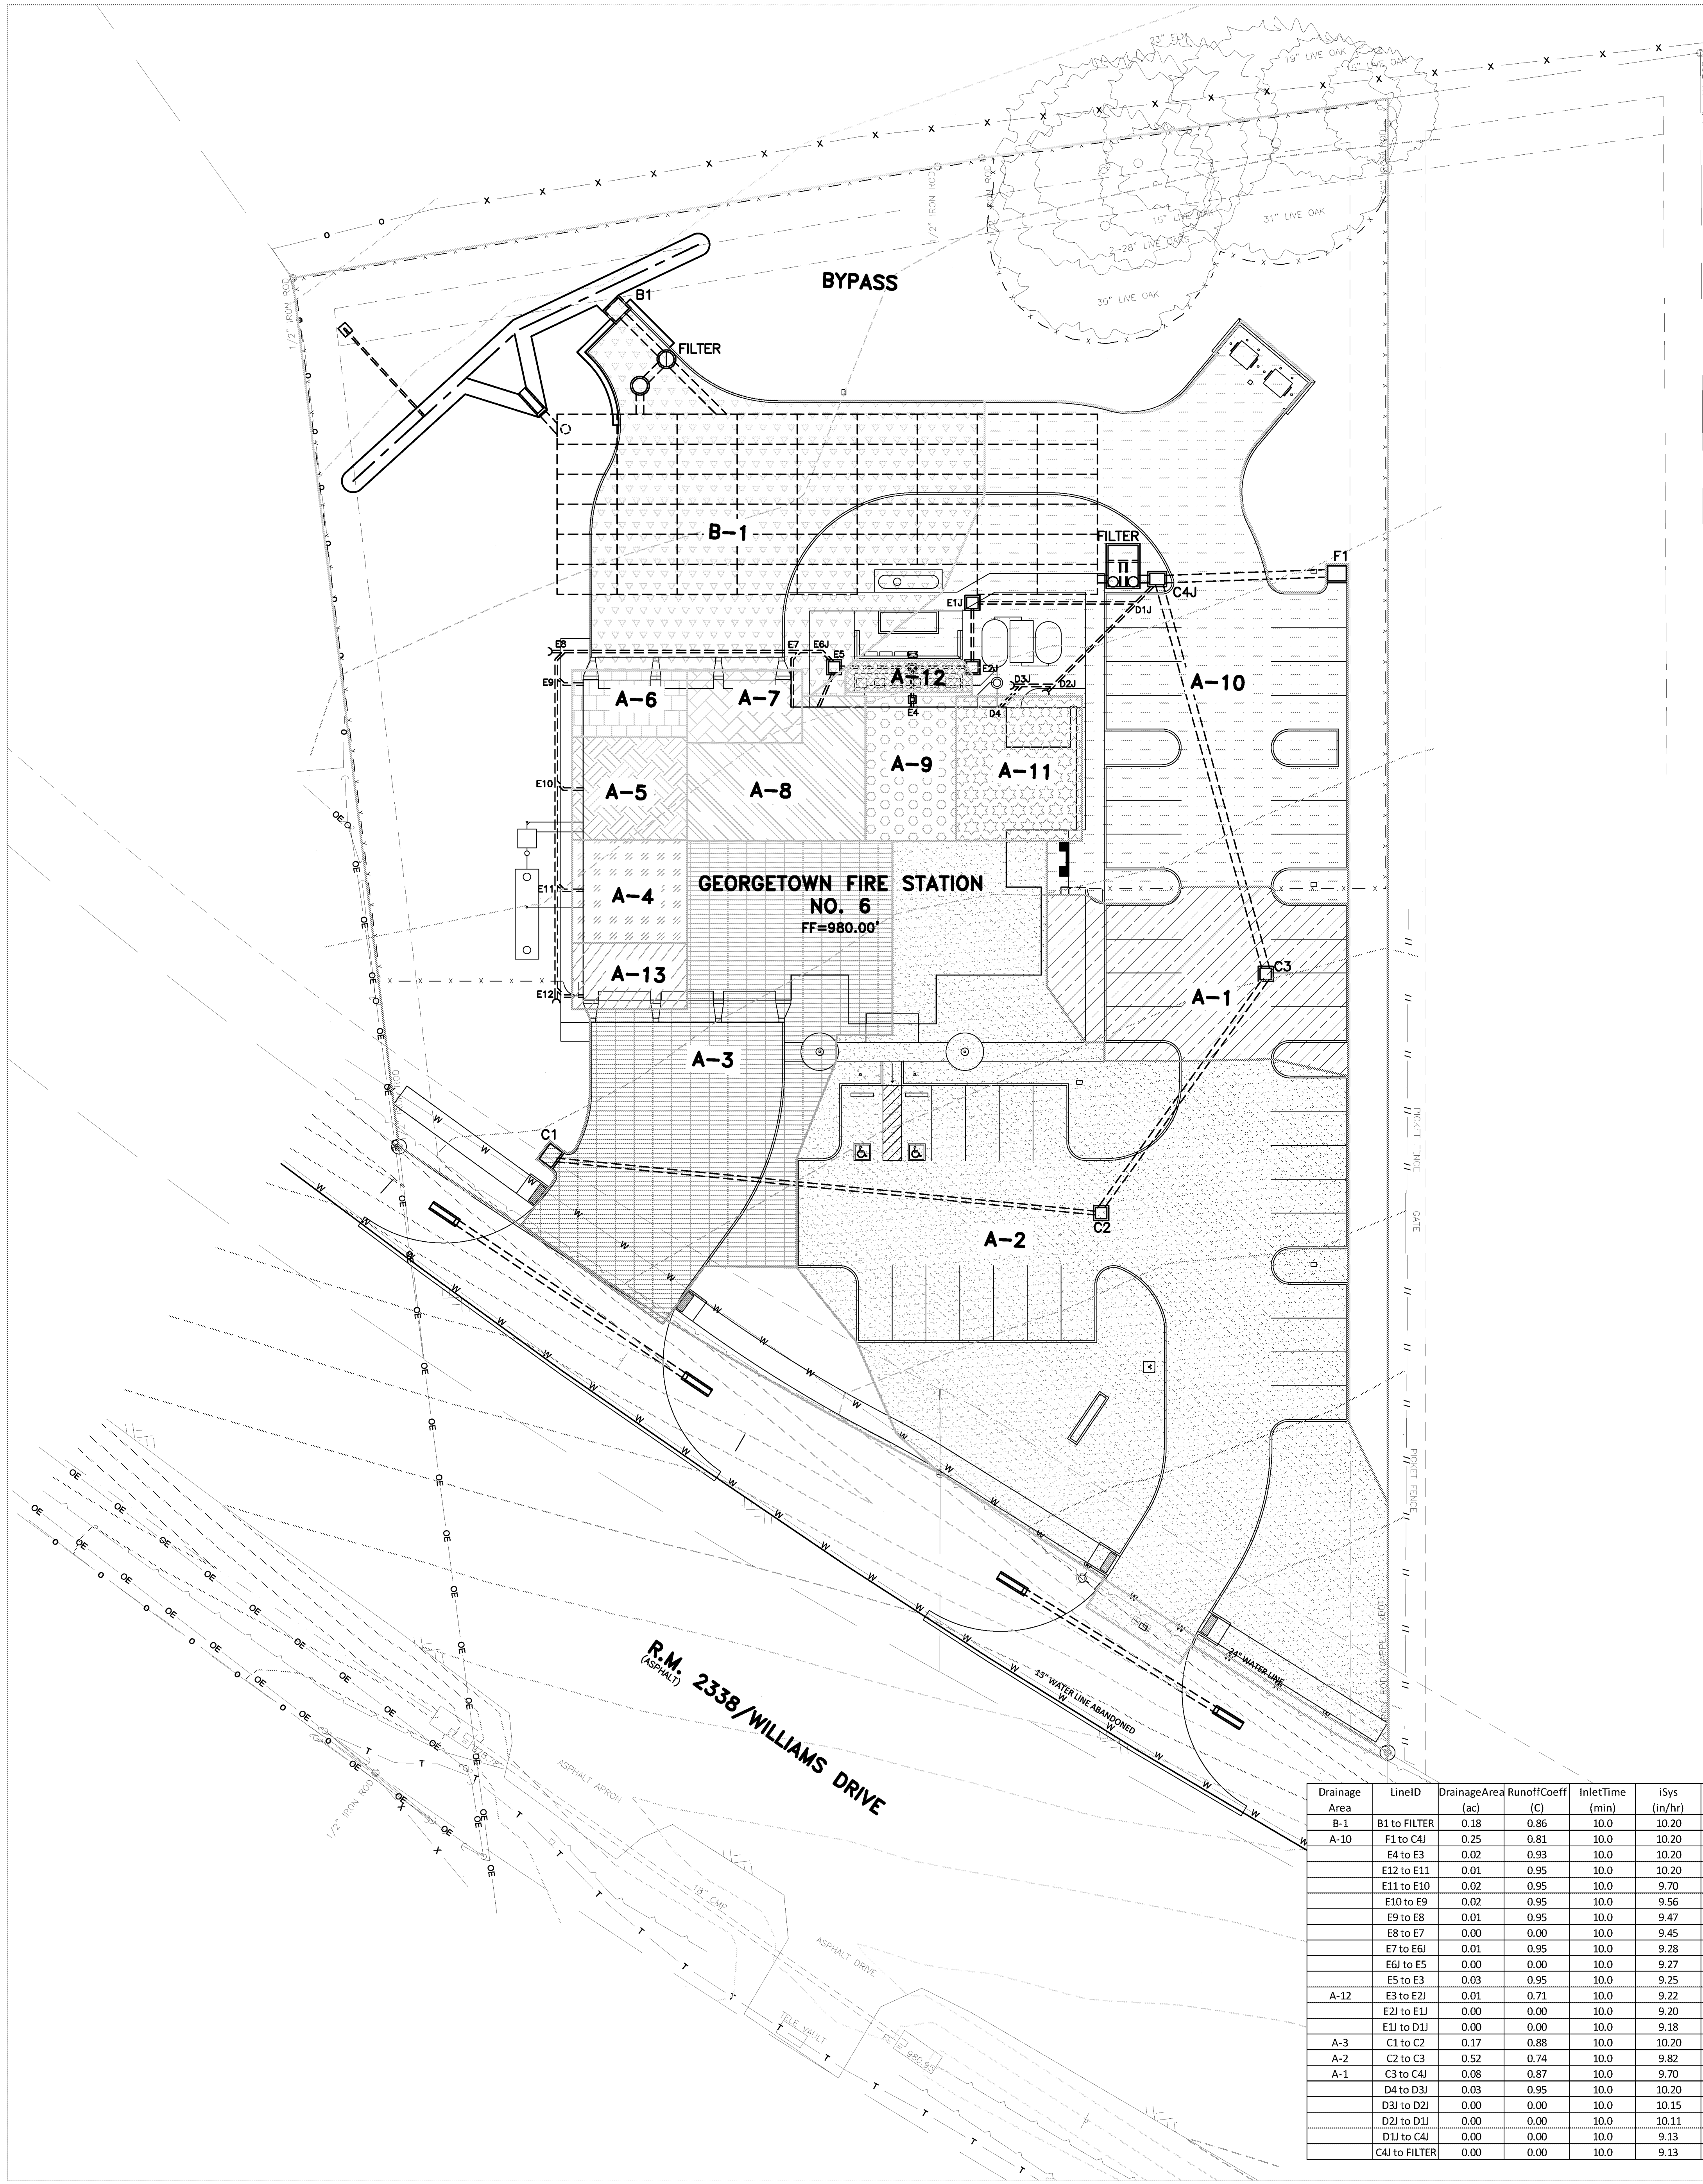 23" ELM
19" LIVE OAK
15" LIVE OAK
1/2" IRON ROD
15" LIVE OAK
31" LIVE OAK
2-28" LIVE OAKS
30" LIVE OAK
1/2" IRON ROD
BYPASS
B1
FILTER
B-1
FILTER
F1
C4J
E1J
D1J
E8
E7
E6J
E5
E3
E2J
A-12
D3J
D2J
E9
A-6
A-7
E4
D4
A-10
E10
A-5
A-8
A-9
A-11
OE
E11
A-4
GEORGETOWN FIRE STATION
NO. 6
FF=980.00'
A-13
E12
C3
A-1
A-3
C1
C2
A-2
PICKET FENCE
GATE
PICKET FENCE
R.M. 2338/WILLIAMS DRIVE
(ASPHALT)
24" WATER LINE
15" WATER LINE ABANDONED
ASPHALT APRON
1/2" IRON ROD
18" CMP
ASPHALT DRIVE
TELE VAULT
980.95
Drainage Area LineID DrainageArea (ac) RunoffCoeff (C) InletTime (min) iSys (in/hr)
B-1 B1 to FILTER 0.18 0.86 10.0 10.20
A-10 F1 to C4J 0.25 0.81 10.0 10.20
E4 to E3 0.02 0.93 10.0 10.20
E12 to E11 0.01 0.95 10.0 10.20
E11 to E10 0.02 0.95 10.0 9.70
E10 to E9 0.02 0.95 10.0 9.56
E9 to E8 0.01 0.95 10.0 9.47
E8 to E7 0.00 0.00 10.0 9.45
E7 to E6J 0.01 0.95 10.0 9.28
E6J to E5 0.00 0.00 10.0 9.27
E5 to E3 0.03 0.95 10.0 9.25
A-12 E3 to E2J 0.01 0.71 10.0 9.22
E2J to E1J 0.00 0.00 10.0 9.20
E1J to D1J 0.00 0.00 10.0 9.18
A-3 C1 to C2 0.17 0.88 10.0 10.20
A-2 C2 to C3 0.52 0.74 10.0 9.82
A-1 C3 to C4J 0.08 0.87 10.0 9.70
D4 to D3J 0.03 0.95 10.0 10.20
D3J to D2J 0.00 0.00 10.0 10.15
D2J to D1J 0.00 0.00 10.0 10.11
D1J to C4J 0.00 0.00 10.0 9.13
C4J to FILTER 0.00 0.00 10.0 9.13